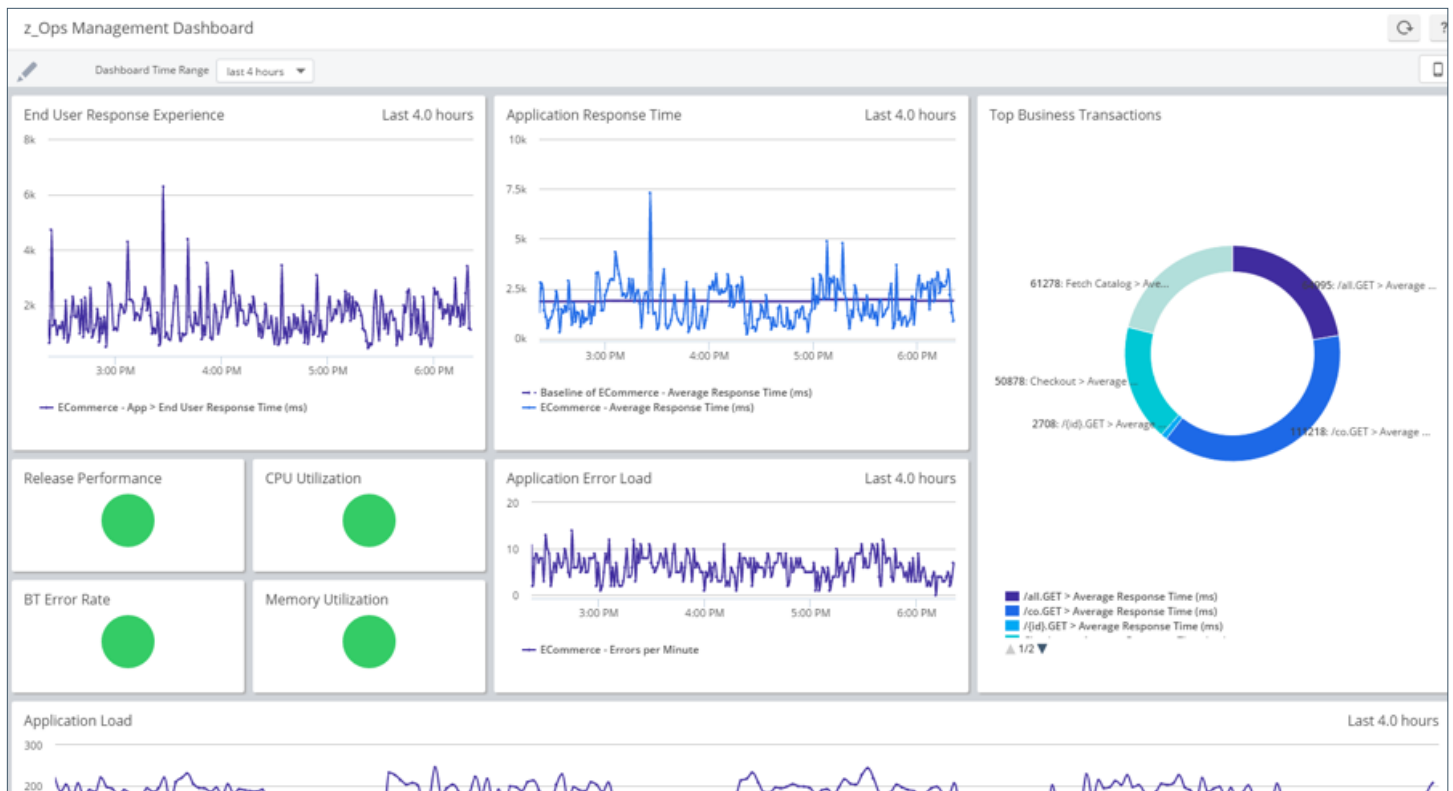 z_Ops Management Dashboard
?
Dashboard Time Range last 4 hours
End User Response Experience Last 4.0 hours
8k
6k
4k
2k
3:00 PM 4:00 PM 5:00 PM 6:00 PM
ECommerce - App > End User Response Time (ms)
Application Response Time Last 4.0 hours
10k
7.5k
5k
2.5k
0k
3:00 PM 4:00 PM 5:00 PM 6:00 PM
Baseline of ECommerce - Average Response Time (ms)
ECommerce - Average Response Time (ms)
Top Business Transactions
61278: Fetch Catalog > Ave...
995: /all.GET > Average ...
50878: Checkout > Average ...
2708: /{id}.GET > Average ...
218: /co.GET > Average ...
/all.GET > Average Response Time (ms)
/co.GET > Average Response Time (ms)
/{id}.GET > Average Response Time (ms)
1/2
Release Performance
CPU Utilization
BT Error Rate
Memory Utilization
Application Error Load Last 4.0 hours
20
10
0
3:00 PM 4:00 PM 5:00 PM 6:00 PM
ECommerce - Errors per Minute
Application Load Last 4.0 hours
300
200